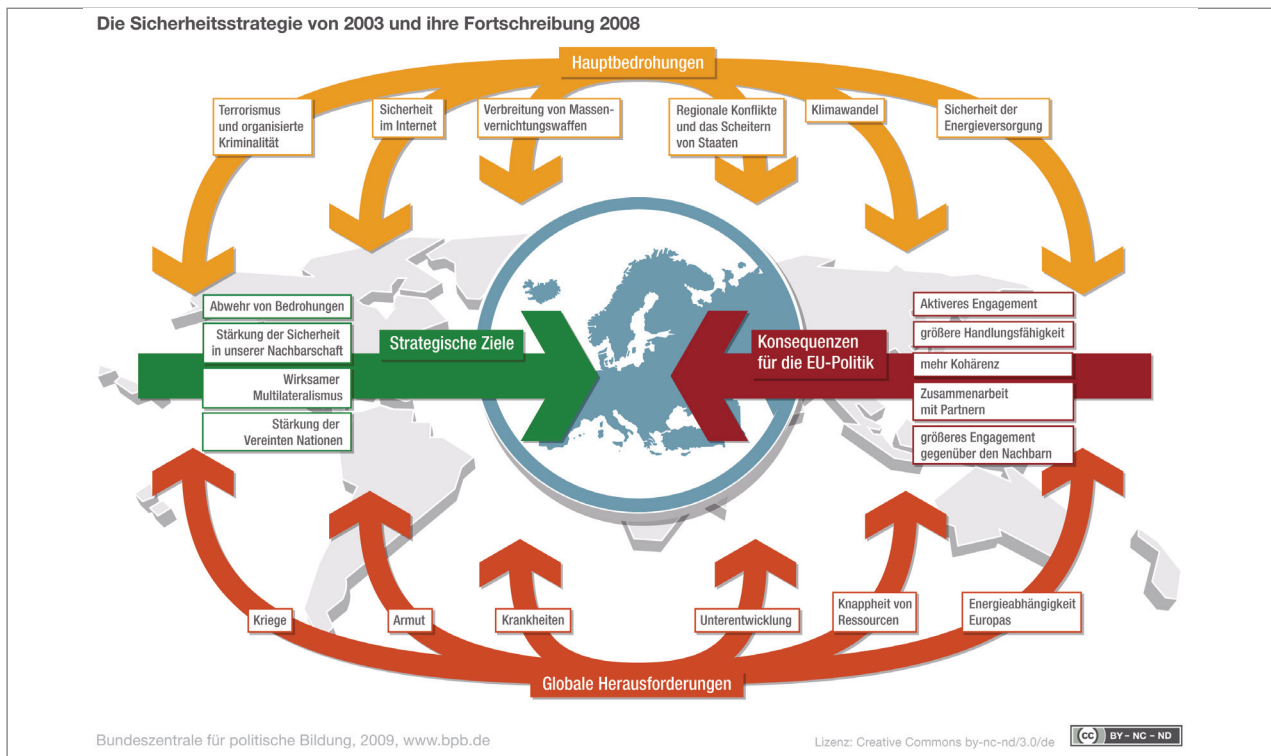 Die Sicherheitsstrategie von 2003 und ihre Fortschreibung 2008
Hauptbedrohungen
Terrorismus
und organisierte
Kriminalität
Sicherheit
im Internet
Verbreitung von Massen-
vernichtungswaffen
Regionale Konflikte
und das Scheitern
von Staaten
Klimawandel
Sicherheit der
Energieversorgung
Abwehr von Bedrohungen
Stärkung der Sicherheit
in unserer Nachbarschaft
Wirksamer
Multilateralismus
Stärkung der
Vereinten Nationen
Strategische Ziele
Konsequenzen
für die EU-Politik
Aktiveres Engagement
größere Handlungsfähigkeit
mehr Kohärenz
Zusammenarbeit
mit Partnern
größeres Engagement
gegenüber den Nachbarn
Kriege
Armut
Krankheiten
Unterentwicklung
Knappheit von
Ressourcen
Energieabhängigkeit
Europas
Globale Herausforderungen
Bundeszentrale für politische Bildung, 2009, www.bpb.de
Lizenz: Creative Commons by-nc-nd/3.0/de
cc BY - NC - ND